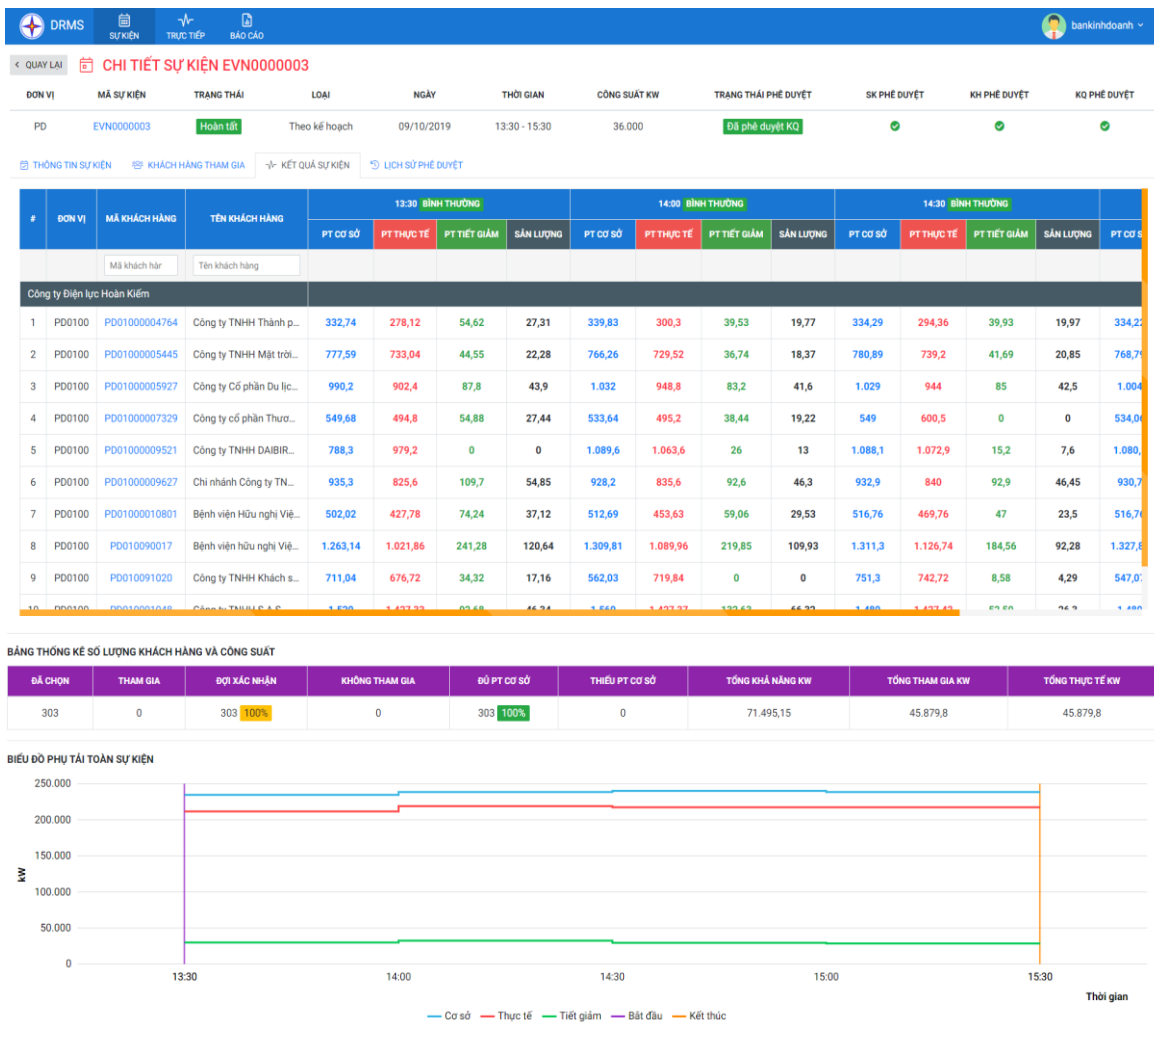 DRMS SỰ KIỆN TRỰC TIẾP BÁO CÁO bankinhdoanh
QUAY LẠI CHI TIẾT SỰ KIỆN EVN0000003
ĐƠN VỊ MÃ SỰ KIỆN TRẠNG THÁI LOẠI NGÀY THỜI GIAN CÔNG SUẤT KW TRẠNG THÁI PHÊ DUYỆT SK PHÊ DUYỆT KH PHÊ DUYỆT KQ PHÊ DUYỆT
PD EVN0000003 Hoàn tất Theo kế hoạch 09/10/2019 13:30 - 15:30 36.000 Đã phê duyệt KQ
THÔNG TIN SỰ KIỆN KHÁCH HÀNG THAM GIA KẾT QUẢ SỰ KIỆN LỊCH SỬ PHÊ DUYỆT
13:30 BÌNH THƯỜNG 14:00 BÌNH THƯỜNG 14:30 BÌNH THƯỜNG
# ĐƠN VỊ MÃ KHÁCH HÀNG TÊN KHÁCH HÀNG PT CƠ SỞ PT THỰC TẾ PT TIẾT GIẢM SẢN LƯỢNG PT CƠ SỞ PT THỰC TẾ PT TIẾT GIẢM SẢN LƯỢNG PT CƠ SỞ PT THỰC TẾ PT TIẾT GIẢM SẢN LƯỢNG PT CƠ S
Mã khách hàr Tên khách hàng
Công ty Điện lực Hoàn Kiếm
1 PD0100 PD01000004764 Công ty TNHH Thành p... 332,74 278,12 54,62 27,31 339,83 300,3 39,53 19,77 334,29 294,36 39,93 19,97 334,22
2 PD0100 PD01000005445 Công ty TNHH Mặt trời... 777,59 733,04 44,55 22,28 766,26 729,52 36,74 18,37 780,89 739,2 41,69 20,85 768,79
3 PD0100 PD01000005927 Công ty Cổ phần Du lịc... 990,2 902,4 87,8 43,9 1.032 948,8 83,2 41,6 1.029 944 85 42,5 1.004
4 PD0100 PD01000007329 Công ty cổ phần Thươ... 549,68 494,8 54,88 27,44 533,64 495,2 38,44 19,22 549 600,5 0 0 534,06
5 PD0100 PD01000009521 Công ty TNHH DAIBIR... 788,3 979,2 0 0 1.089,6 1.063,6 26 13 1.088,1 1.072,9 15,2 7,6 1.080,
6 PD0100 PD01000009627 Chi nhánh Công ty TN... 935,3 825,6 109,7 54,85 928,2 835,6 92,6 46,3 932,9 840 92,9 46,45 930,7
7 PD0100 PD01000010801 Bệnh viện Hữu nghị Việ... 502,02 427,78 74,24 37,12 512,69 453,63 59,06 29,53 516,76 469,76 47 23,5 516,76
8 PD0100 PD010090017 Bệnh viện hữu nghị Việ... 1.263,14 1.021,86 241,28 120,64 1.309,81 1.089,96 219,85 109,93 1.311,3 1.126,74 184,56 92,28 1.327,8
9 PD0100 PD010091020 Công ty TNHH Khách s... 711,04 676,72 34,32 17,16 562,03 719,84 0 0 751,3 742,72 8,58 4,29 547,07
10 PD0100 PD010091048
BẢNG THỐNG KÊ SỐ LƯỢNG KHÁCH HÀNG VÀ CÔNG SUẤT
ĐÃ CHỌN THAM GIA ĐỢI XÁC NHẬN KHÔNG THAM GIA ĐỦ PT CƠ SỞ THIẾU PT CƠ SỞ TỔNG KHẢ NĂNG KW TỔNG THAM GIA KW TỔNG THỰC TẾ KW
303 0 303 100% 0 303 100% 0 71.495,15 45.879,8 45.879,8
BIỂU ĐỒ PHỤ TẢI TOÀN SỰ KIỆN
250.000
200.000
150.000
kW
100.000
50.000
0
13:30 14:00 14:30 15:00 15:30
Thời gian
Cơ sở Thực tế Tiết giảm Bắt đầu Kết thúc